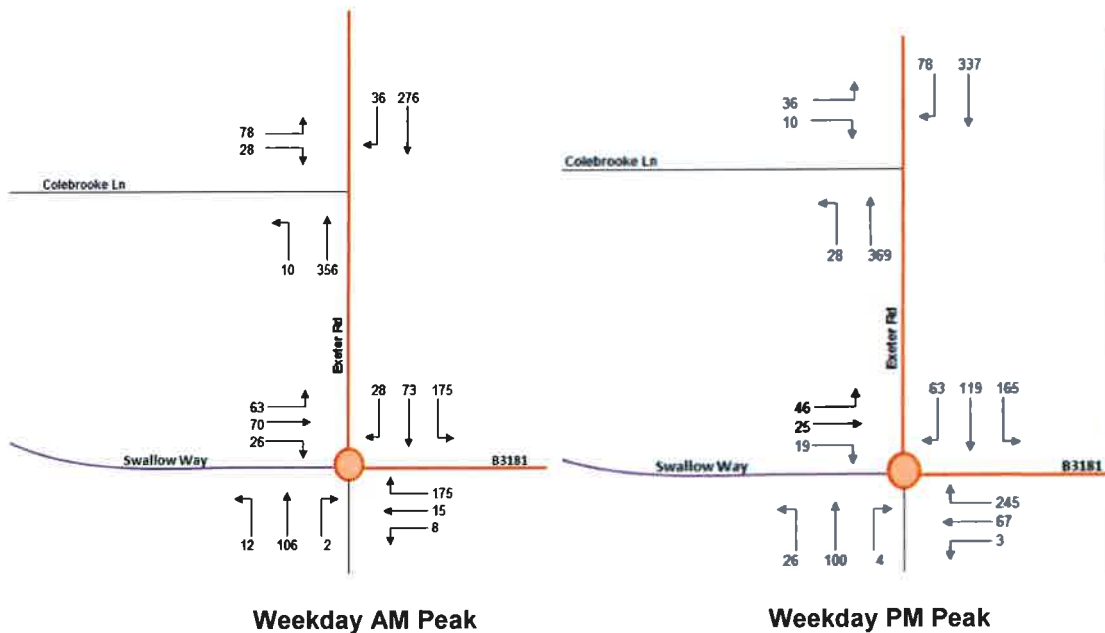 36 276
78
28
Colebrooke Ln
10 356
Exeter Rd
63
70
26
28 73 175
Swallow Way
B3181
175
15
8
12 106 2
Weekday AM Peak
78 337
36
10
Colebrooke Ln
28 369
Exeter Rd
46
25
19
63 119 165
Swallow Way
B3181
245
67
3
26 100 4
Weekday PM Peak